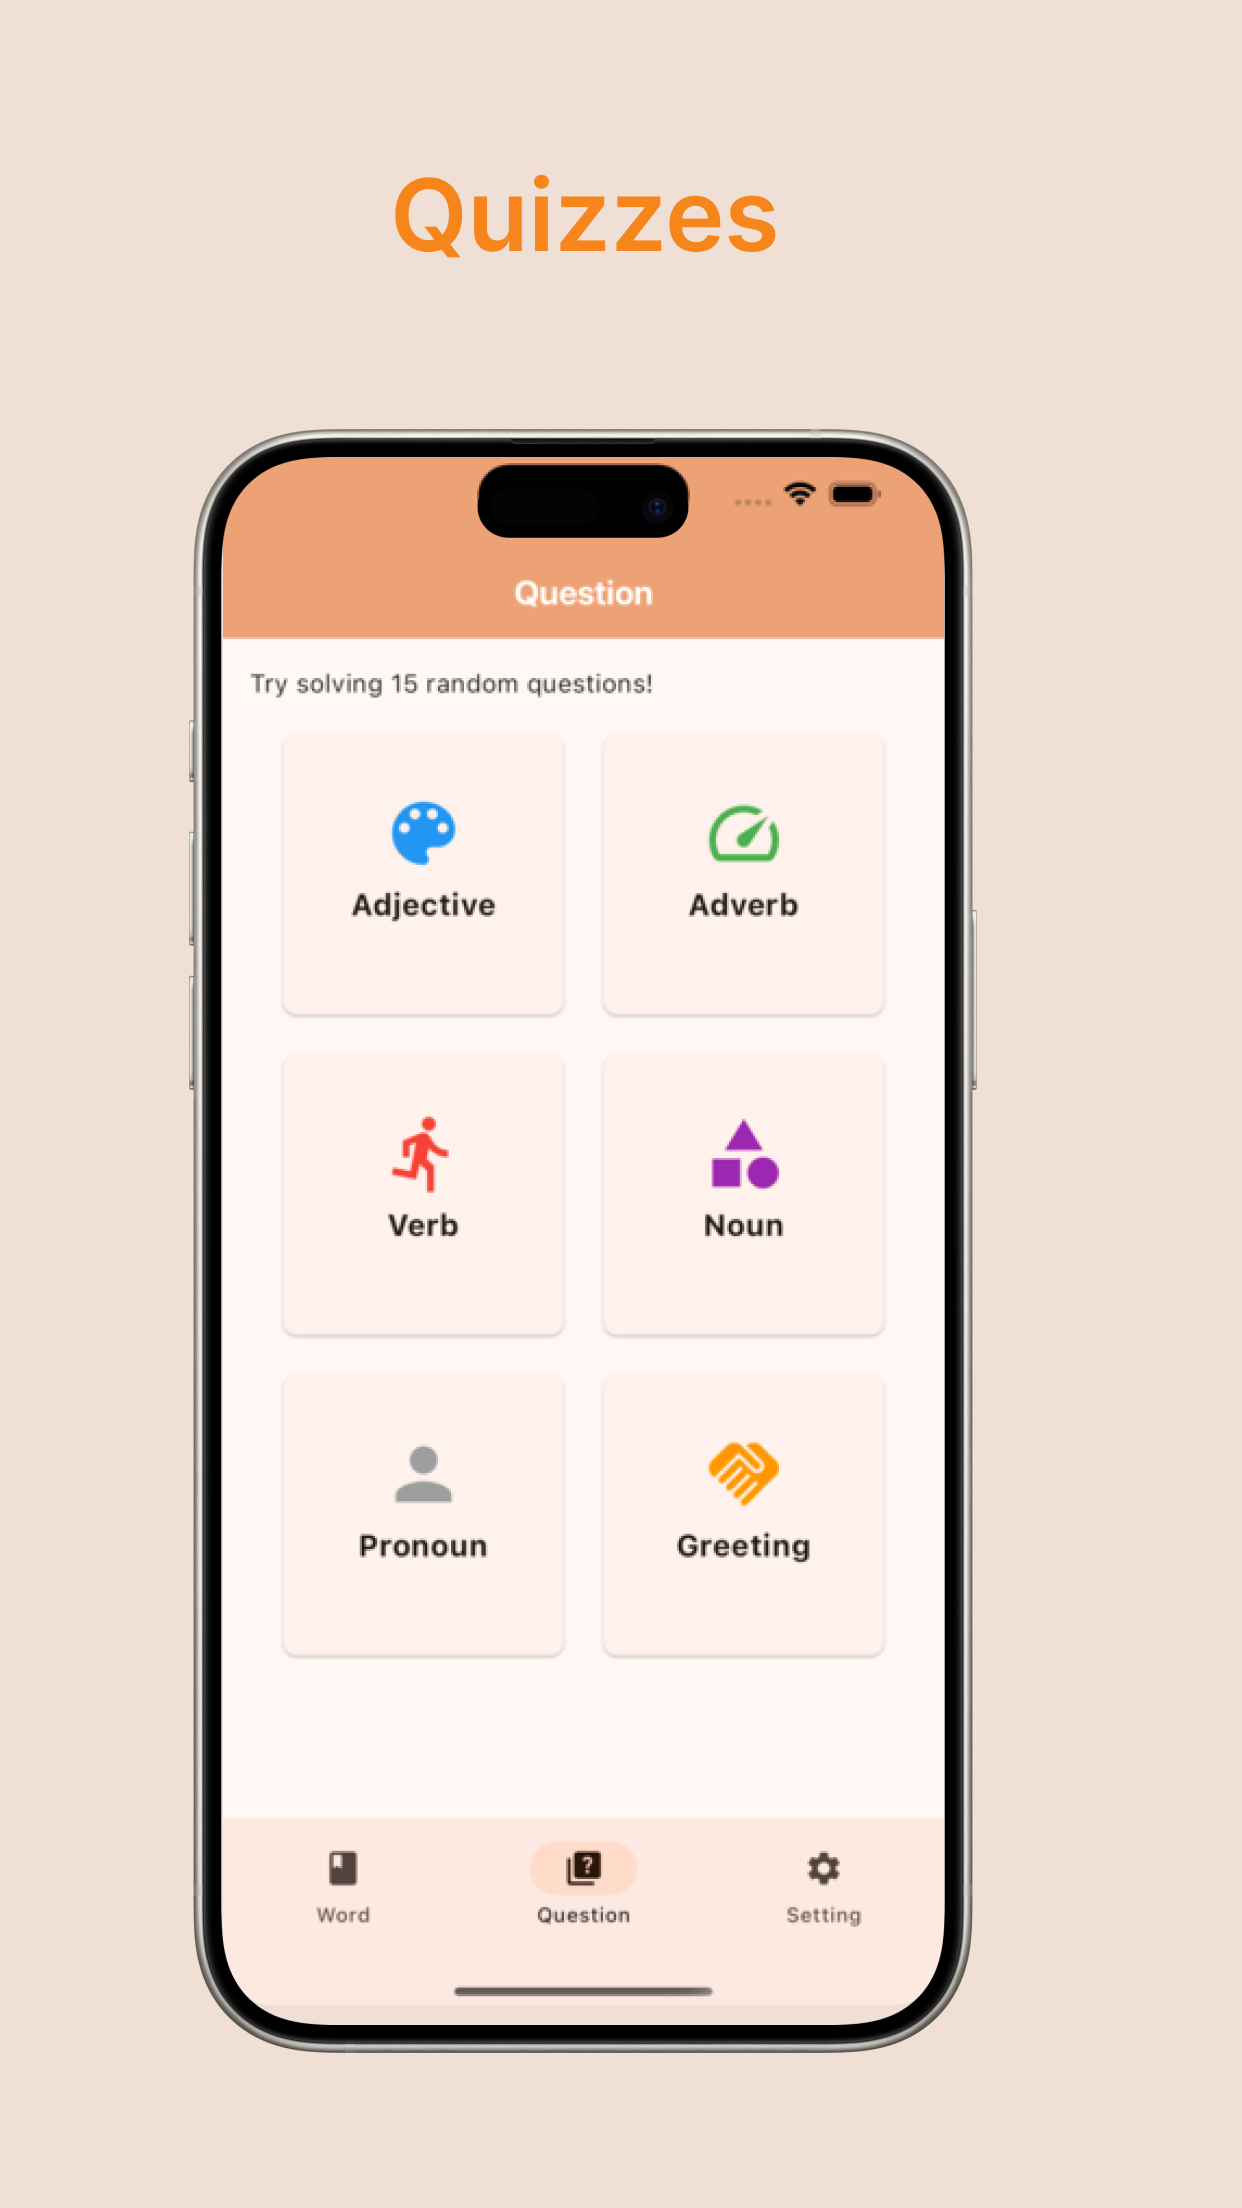 Quizzes
Question
Try solving 15 random questions!
Adjective
Adverb
Verb
Noun
Pronoun
Greeting
Word
Question
Setting